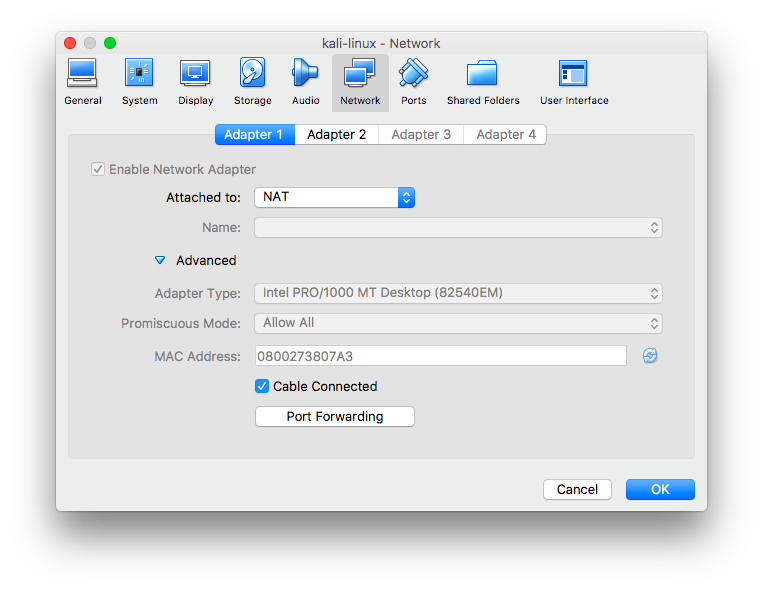 kali-linux - Network
General System Display Storage Audio Network Ports Shared Folders User Interface
Adapter 1 Adapter 2 Adapter 3 Adapter 4
Enable Network Adapter
Attached to: NAT
Name:
Advanced
Adapter Type: Intel PRO/1000 MT Desktop (82540EM)
Promiscuous Mode: Allow All
MAC Address: 0800273807A3
Cable Connected
Port Forwarding
Cancel OK